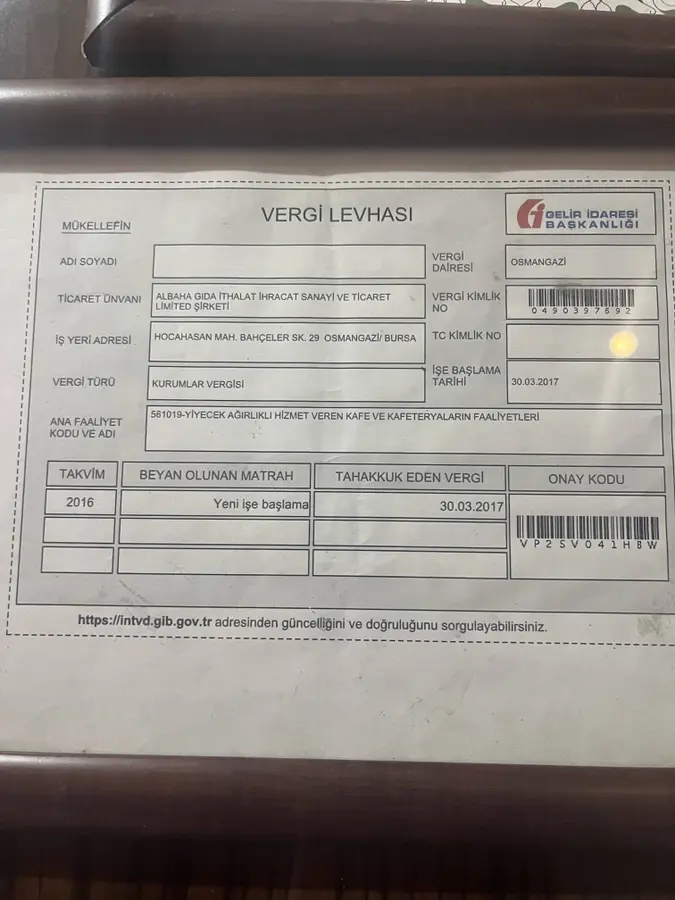 VERGİ LEVHASI
GELİR İDARESİ
BAŞKANLIĞI
MÜKELLEFİN
ADI SOYADI
VERGİ
DAİRESİ
OSMANGAZİ
TİCARET ÜNVANI
ALBAHA GIDA İTHALAT İHRACAT SANAYİ VE TİCARET
LİMİTED ŞİRKETİ
VERGİ KİMLİK
NO
0490397692
İŞ YERİ ADRESİ
HOCAHASAN MAH. BAHÇELER SK. 29 OSMANGAZİ/ BURSA
TC KİMLİK NO
VERGİ TÜRÜ
KURUMLAR VERGİSİ
İŞE BAŞLAMA
TARİHİ
30.03.2017
ANA FAALİYET
KODU VE ADI
561019-YİYECEK AĞIRLIKLI HİZMET VEREN KAFE VE KAFETERYALARIN FAALİYETLERİ
TAKVİM
BEYAN OLUNAN MATRAH
TAHAKKUK EDEN VERGİ
ONAY KODU
2016
Yeni işe başlama
30.03.2017
VP2SV041HBW
https://intvd.gib.gov.tr adresinden güncelliğini ve doğruluğunu sorgulayabilirsiniz.